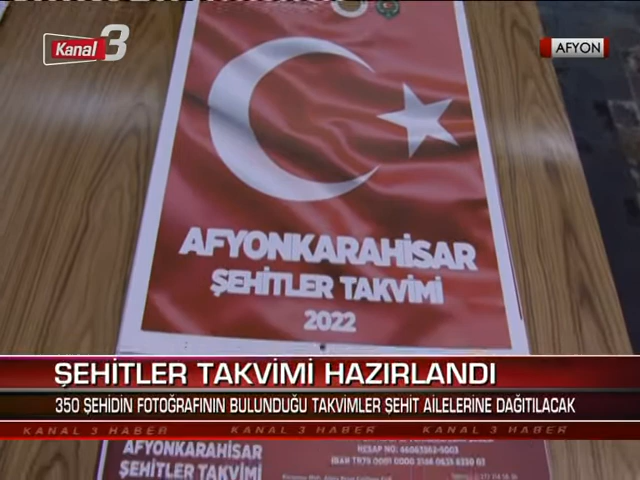 Kanal 3
AFYON
AFYONKARAHİSAR
ŞEHİTLER TAKVİMİ
2022
ŞEHİTLER TAKVİMİ HAZIRLANDI
350 ŞEHİDİN FOTOĞRAFININ BULUNDUĞU TAKVİMLER ŞEHİT AİLELERİNE DAĞITILACAK
KANAL 3 HABER KANAL 3 HABER KANAL 3 HABER
AFYONKARAHİSAR
ŞEHİTLER TAKVİMİ
HESAP NO: